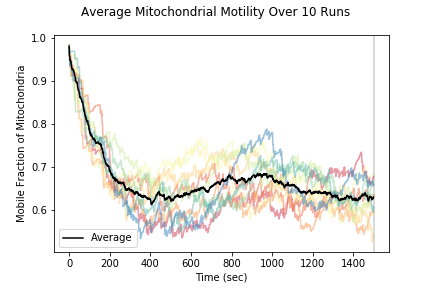 Average Mitochondrial Motility Over 10 Runs
Mobile Fraction of Mitochondria
1.0
0.9
0.8
0.7
0.6
Average
0 200 400 600 800 1000 1200 1400
Time (sec)